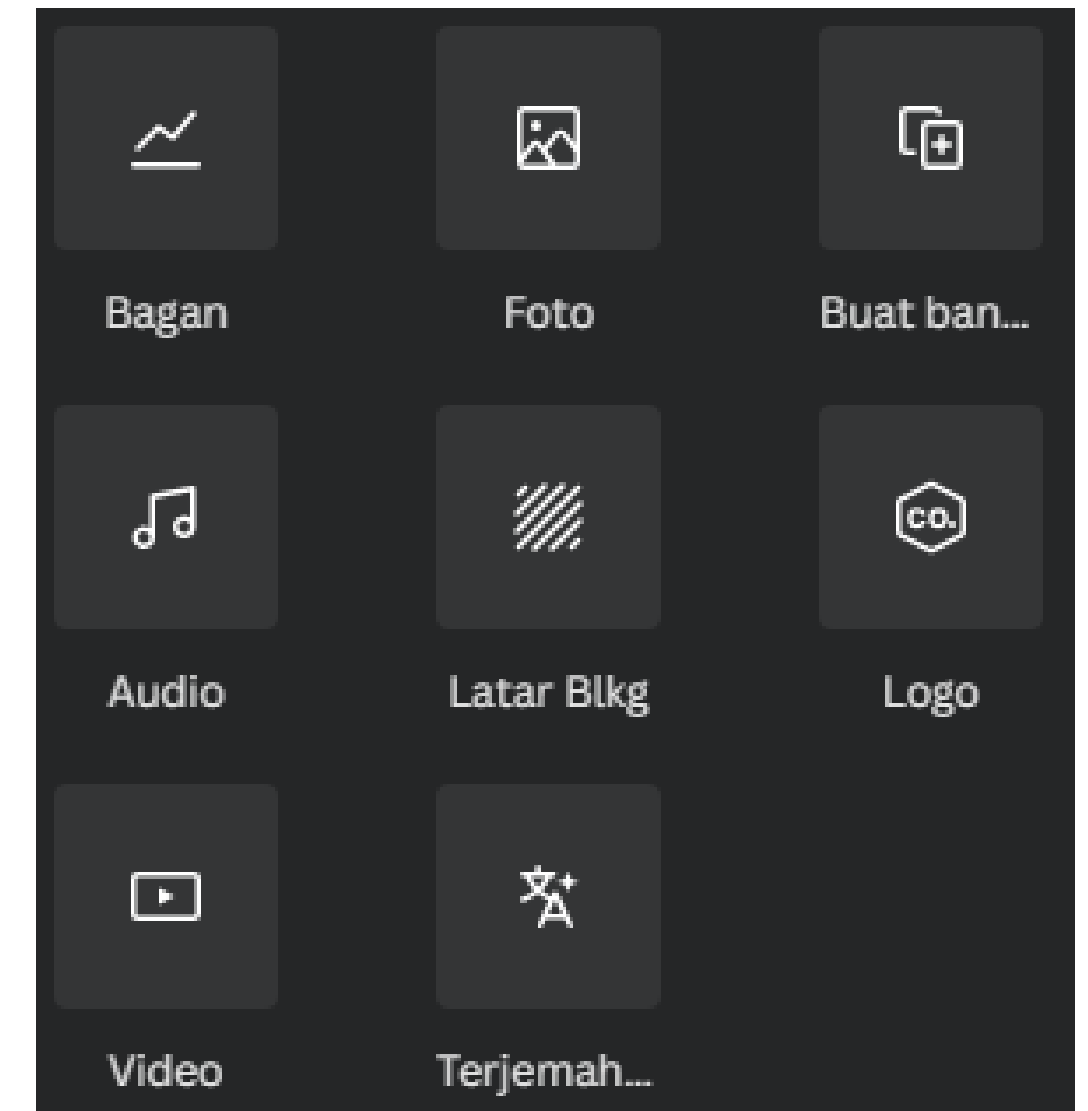 Bagan
Foto
Buat ban...
co.
Audio
Latar Blkg
Logo
Video
Terjemah...